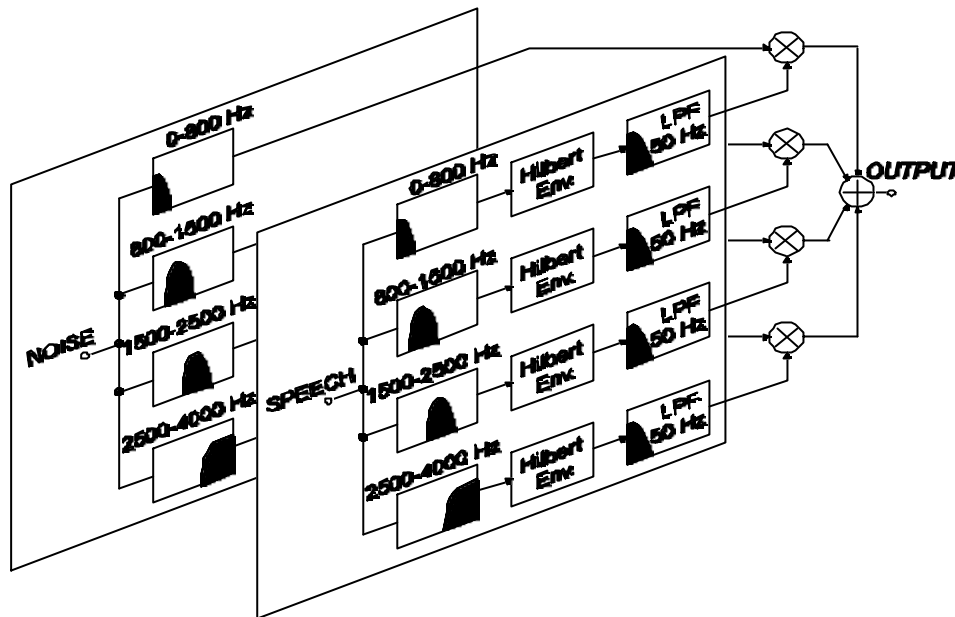 0-800 Hz
800-1500 Hz
1500-2500 Hz
2500-4000 Hz
NOISE
SPEECH
0-800 Hz
800-1500 Hz
1500-2500 Hz
2500-4000 Hz
Hilbert
Env.
Hilbert
Env.
Hilbert
Env.
Hilbert
Env.
LPF
50 Hz
LPF
50 Hz
LPF
50 Hz
LPF
50 Hz
OUTPUT